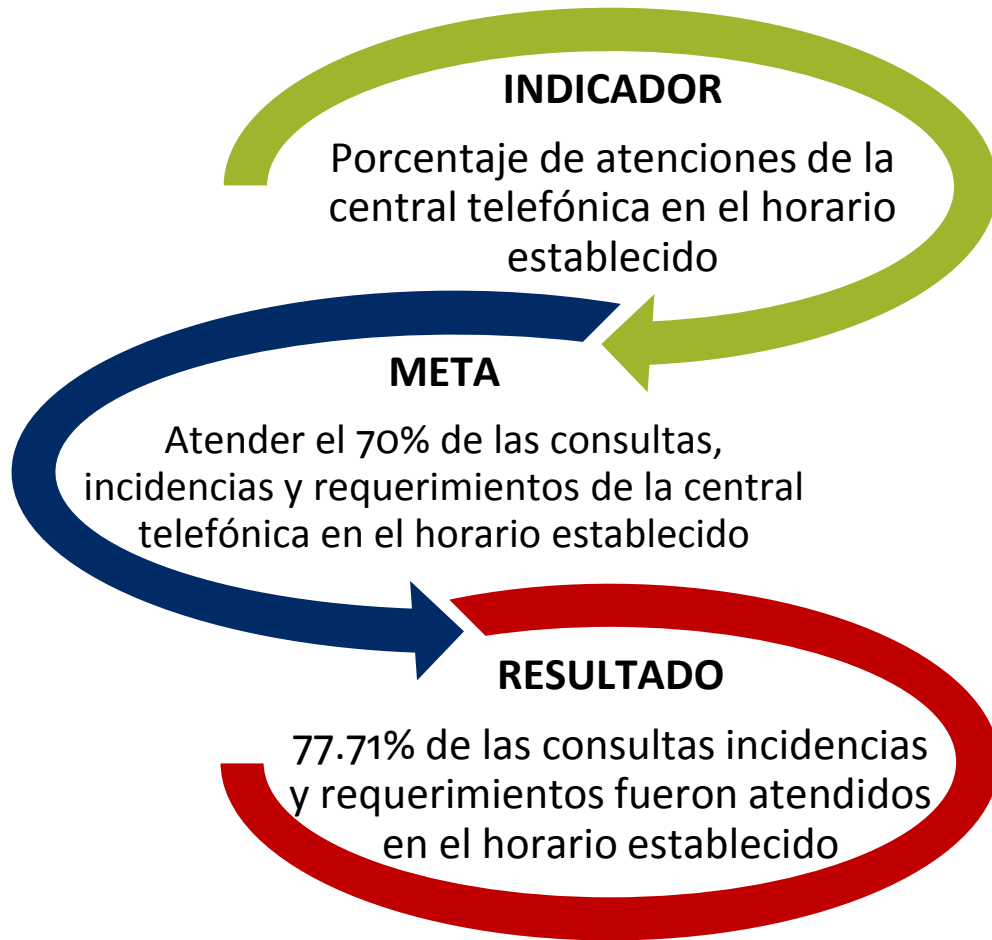 INDICADOR
Porcentaje de atenciones de la
central telefónica en el horario
establecido
META
Atender el 70% de las consultas,
incidencias y requerimientos de la central
telefónica en el horario establecido
RESULTADO
77.71% de las consultas incidencias
y requerimientos fueron atendidos
en el horario establecido